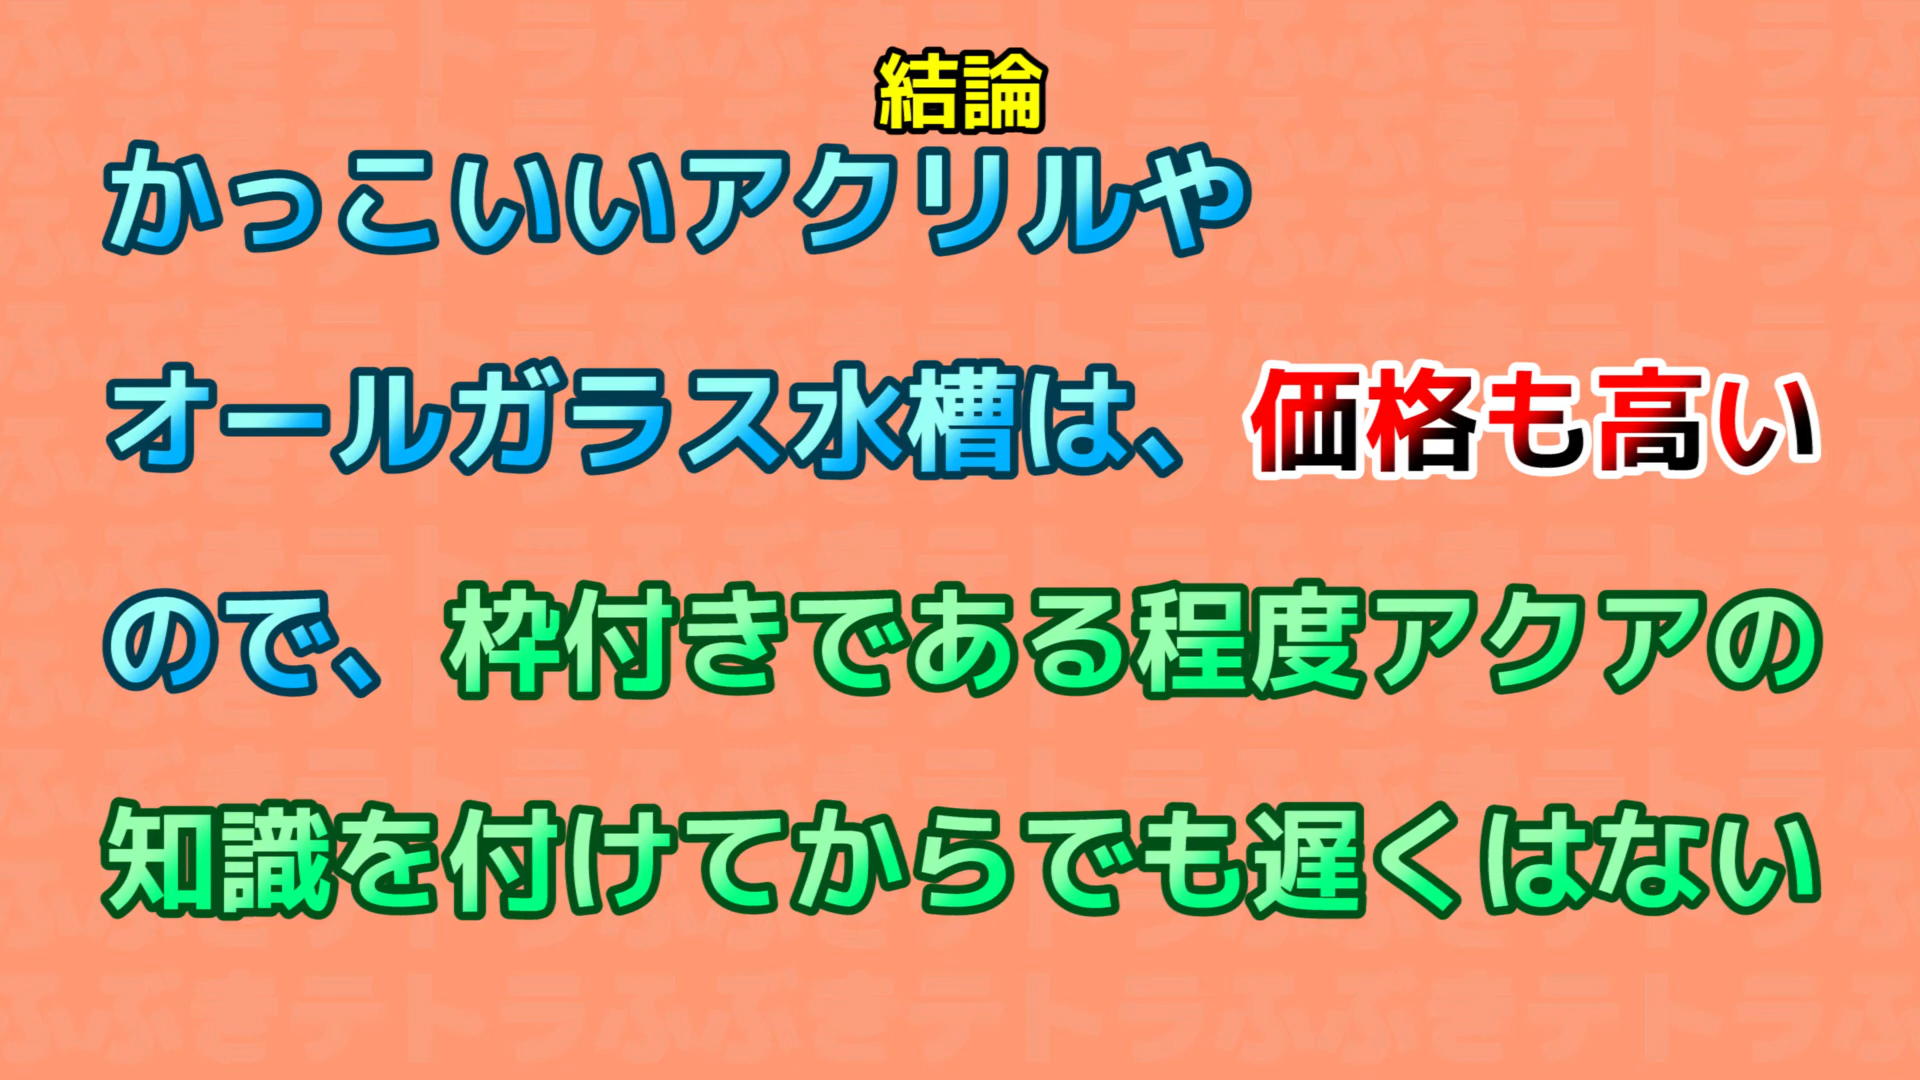 結論
かっこいいアクリルや
オールガラス水槽は、価格も高い
ので、枠付きである程度アクアの
知識を付けてからでも遅くはない